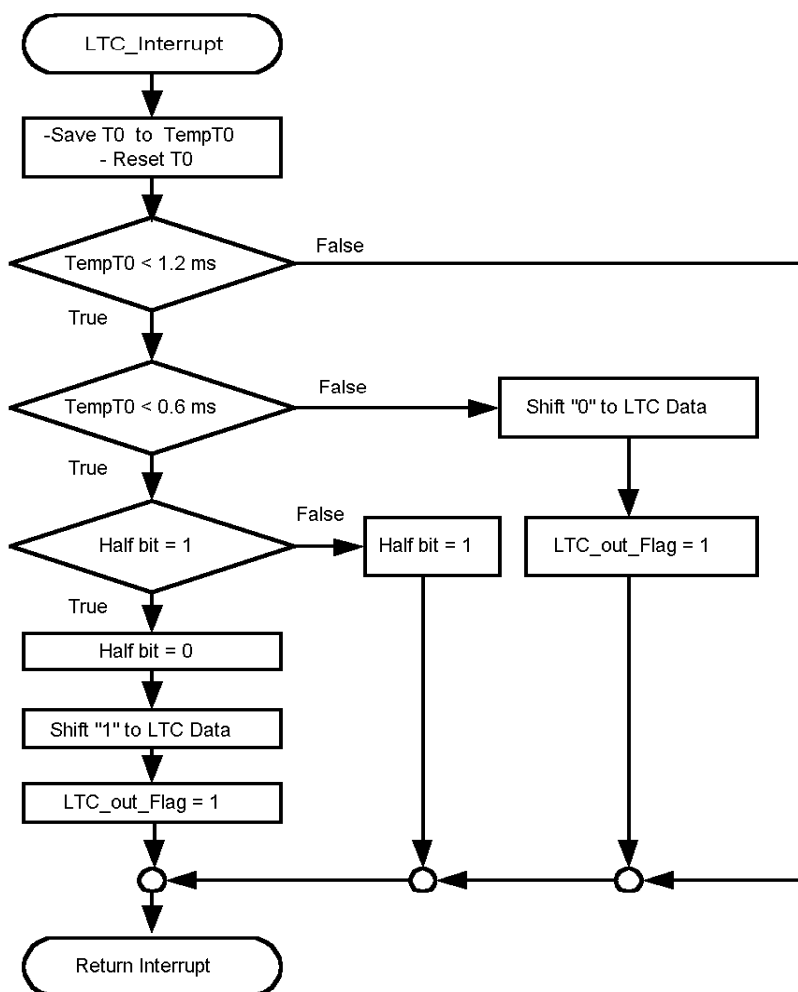 LTC_Interrupt
-Save T0 to TempT0
- Reset T0
TempT0 < 1.2 ms
False
True
TempT0 < 0.6 ms
False
Shift "0" to LTC Data
True
Half bit = 1
False
Half bit = 1
LTC_out_Flag = 1
True
Half bit = 0
Shift "1" to LTC Data
LTC_out_Flag = 1
Return Interrupt